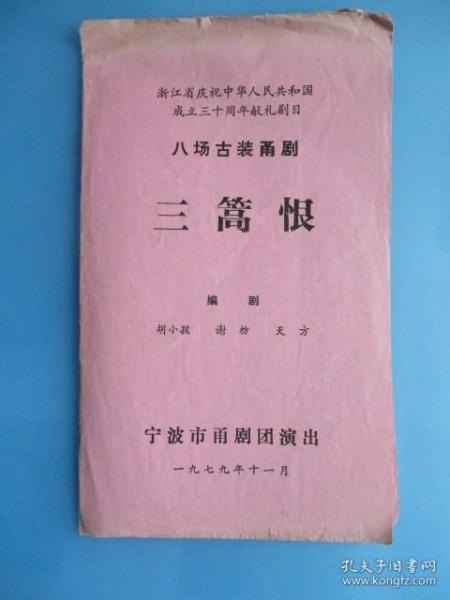 浙江省庆祝中华人民共和国
成立三十周年献礼剧目
八场古装甬剧
三篙恨
编剧
胡小孩 谢枋 天方
宁波市甬剧团演出
一九七九年十一月
孔夫子旧书网
www.kongfz.com